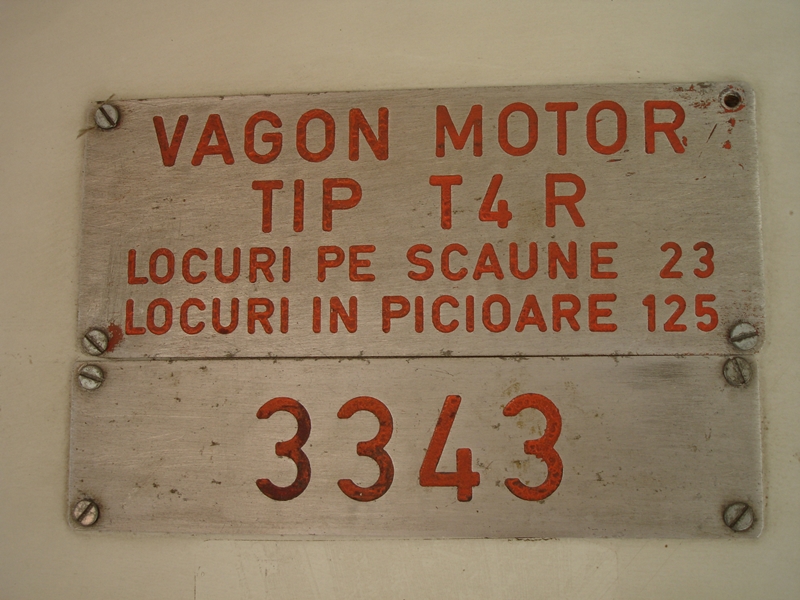 VAGON MOTOR
TIP T4R
LOCURI PE SCAUNE 23
LOCURI IN PICIOARE 125
3343